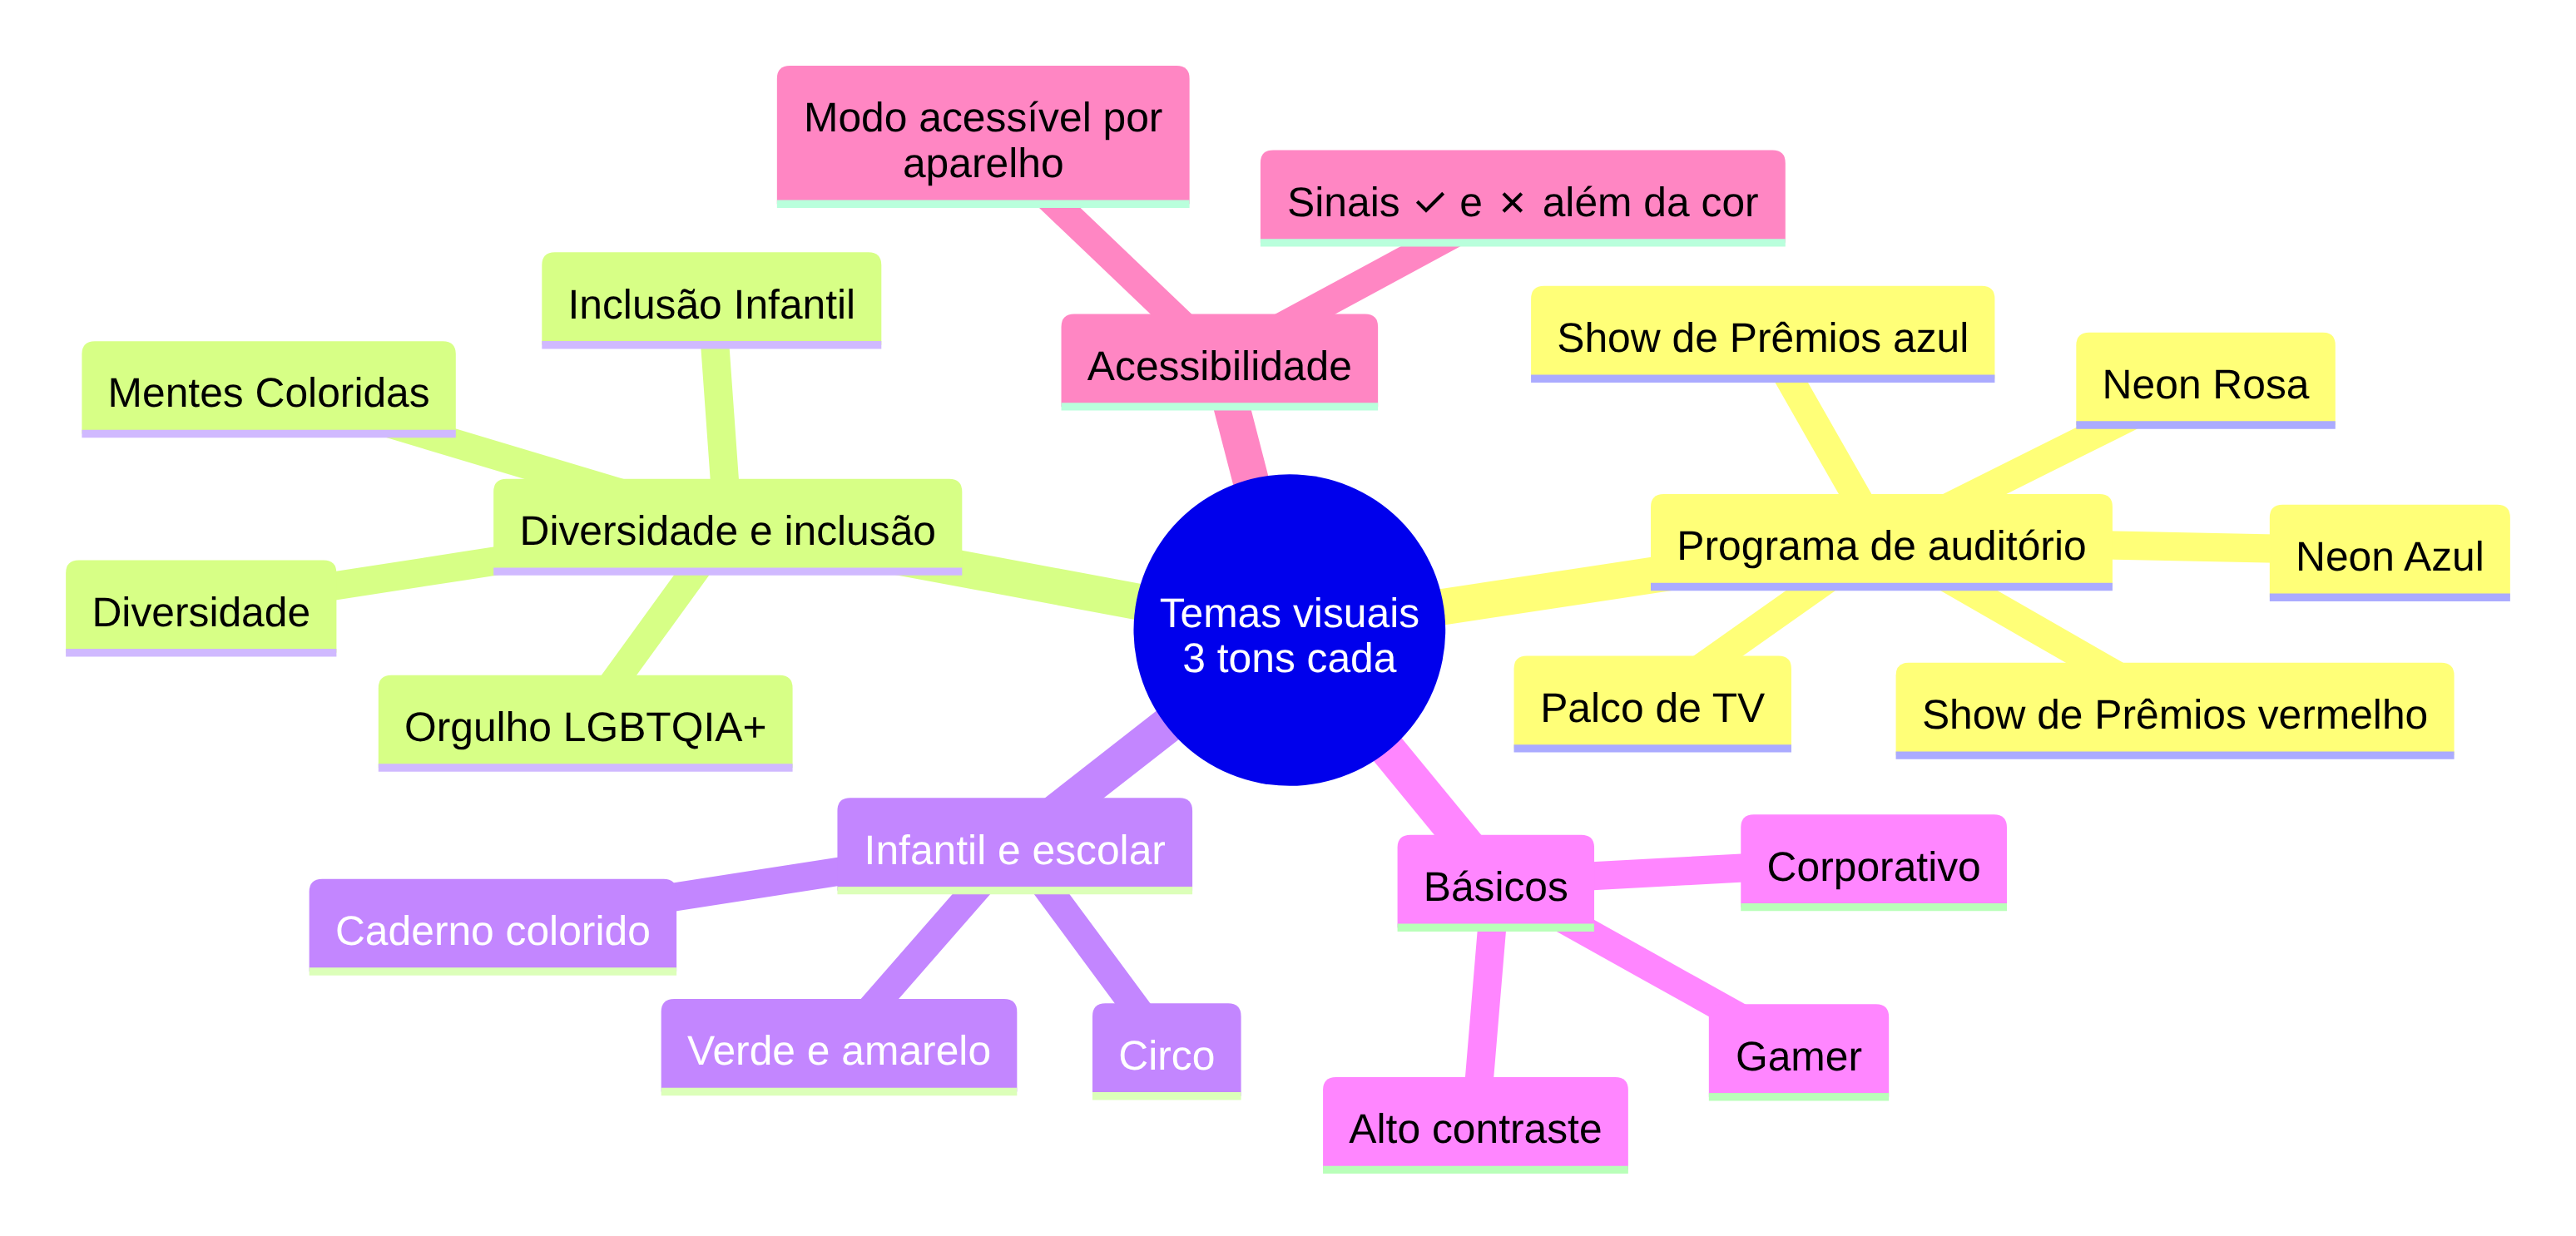 Temas visuais
3 tons cada
Programa de auditório
Show de Prêmios azul
Neon Rosa
Neon Azul
Show de Prêmios vermelho
Palco de TV
Básicos
Corporativo
Gamer
Alto contraste
Infantil e escolar
Circo
Verde e amarelo
Caderno colorido
Diversidade e inclusão
Orgulho LGBTQIA+
Diversidade
Mentes Coloridas
Inclusão Infantil
Acessibilidade
Modo acessível por
aparelho
Sinais ✓ e ✕ além da cor